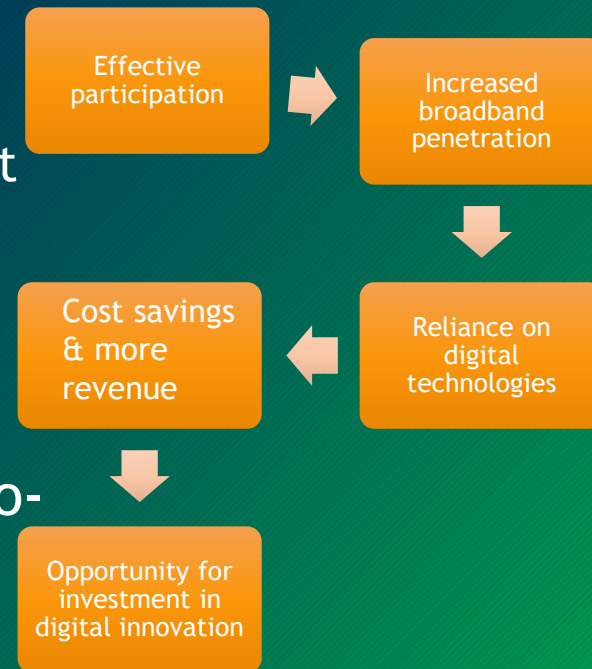 Effective
participation
Increased
broadband
penetration
t
Cost savings
& more
revenue
Reliance on
digital
technologies
o-
Opportunity for
investment in
digital innovation